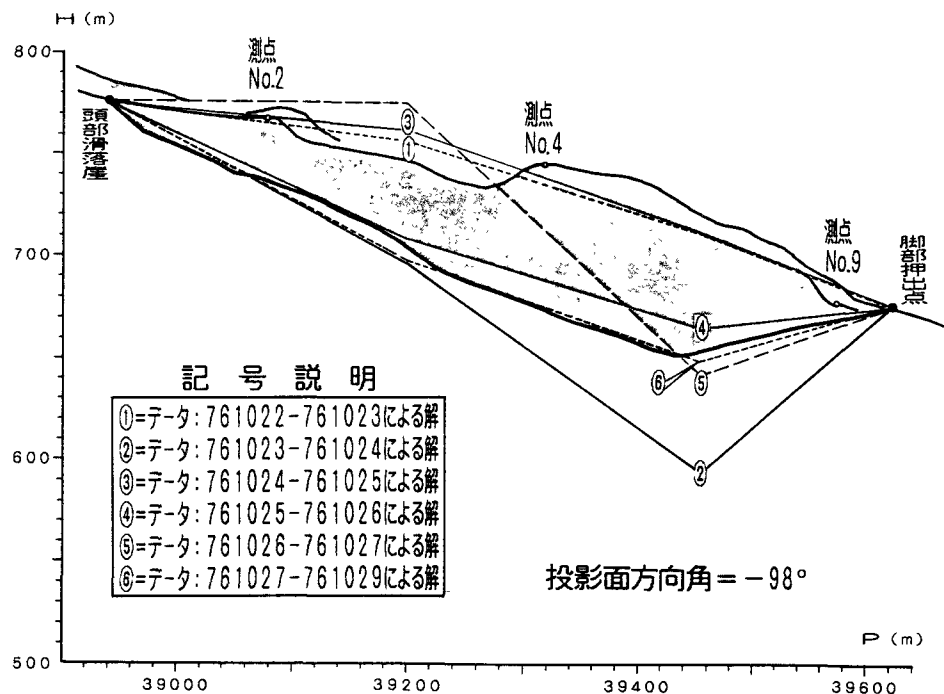 H (m)
800
700
600
500
測点
No.2
測点
No.4
測点
No.9
頭部滑落崖
脚部押出点
③
①
④
⑥
⑤
②
記号説明
①=データ:761022-761023による解
②=データ:761023-761024による解
③=データ:761024-761025による解
④=データ:761025-761026による解
⑤=データ:761026-761027による解
⑥=データ:761027-761029による解
投影面方向角=-98°
P (m)
39000
39200
39400
39600